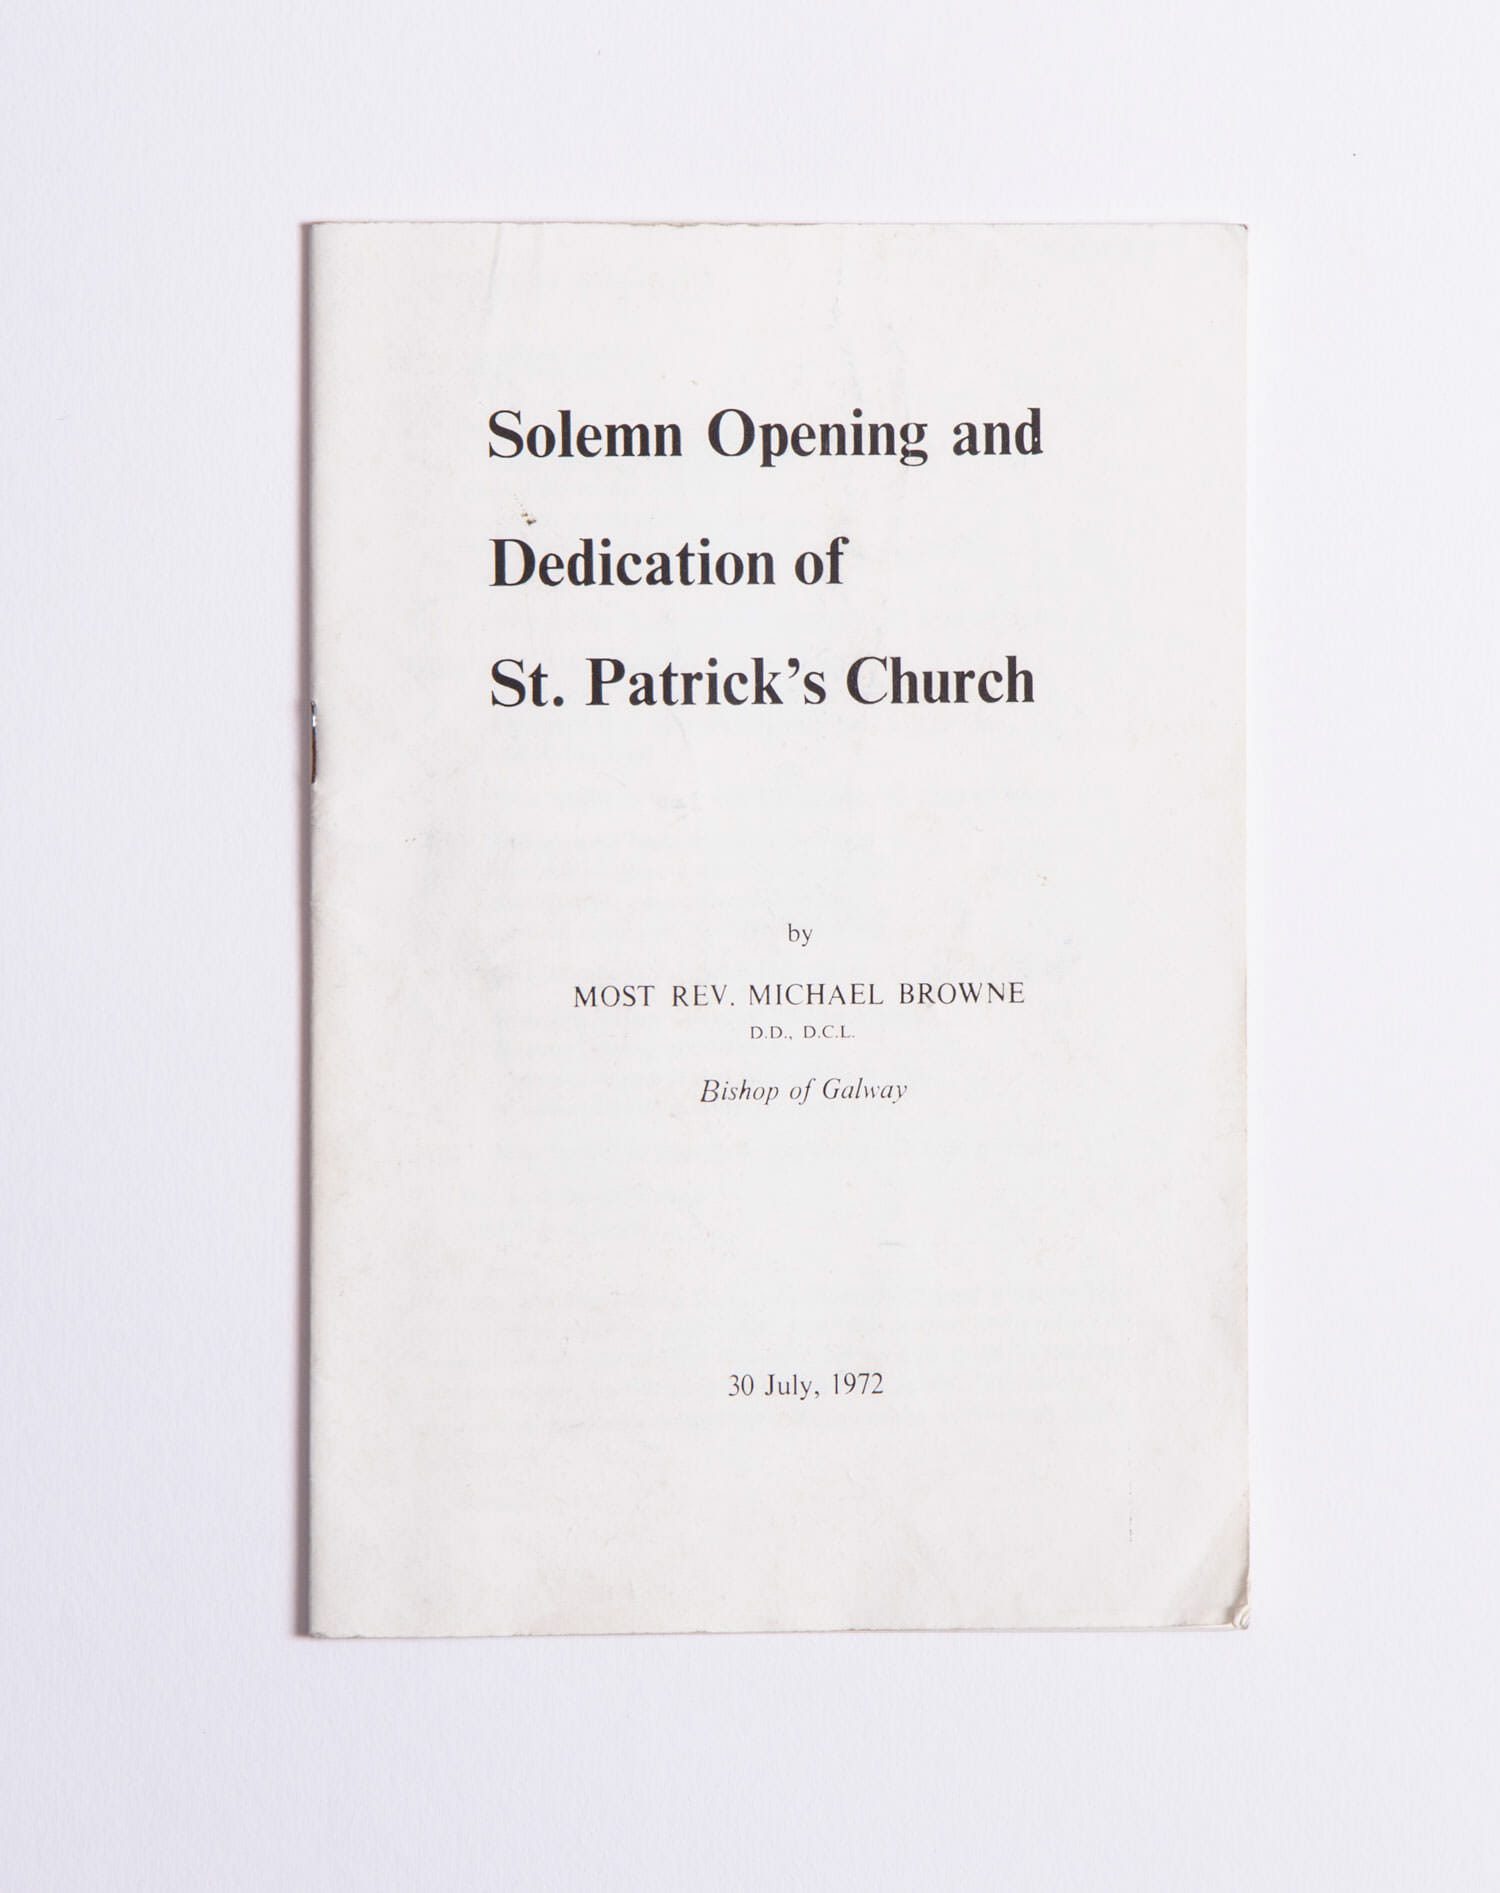 Solemn Opening and
Dedication of
St. Patrick’s Church
by
MOST REV. MICHAEL BROWNE
D.D., D.C.L.
Bishop of Galway
30 July, 1972